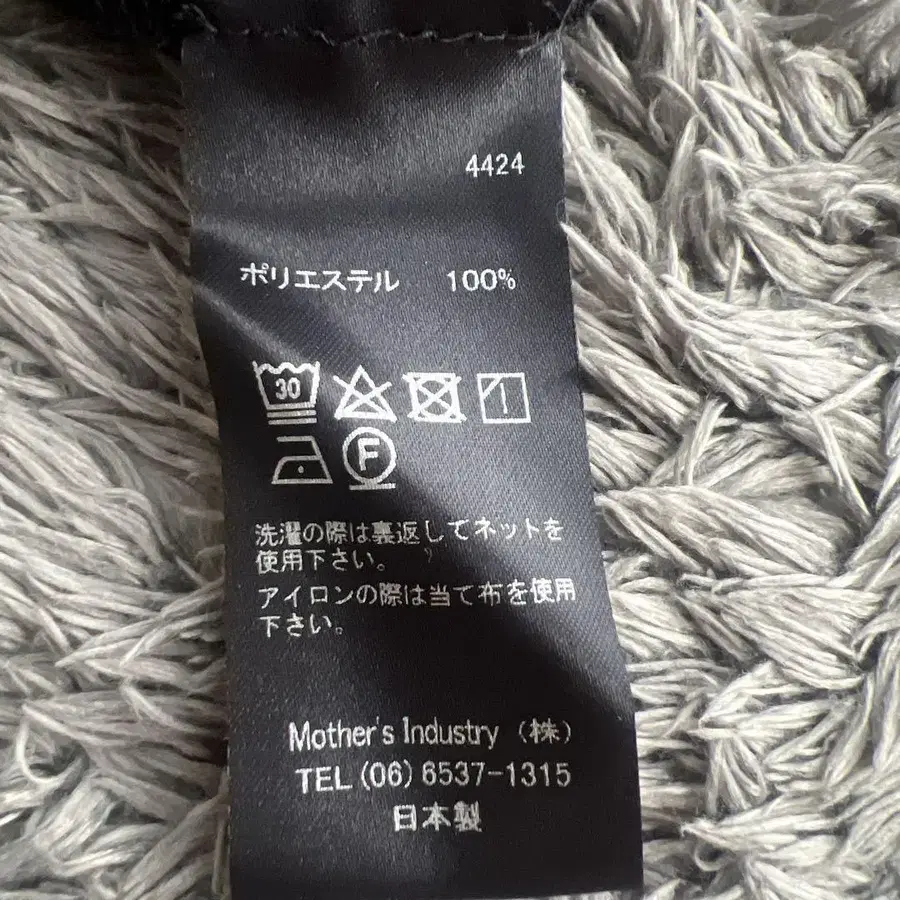 4424
ポリエステル 100%
30
F
洗濯の際は裏返してネットを
使用下さい。
アイロンの際は当て布を使用
下さい。
Mother's Industry (株)
TEL (06) 6537-1315
日本製